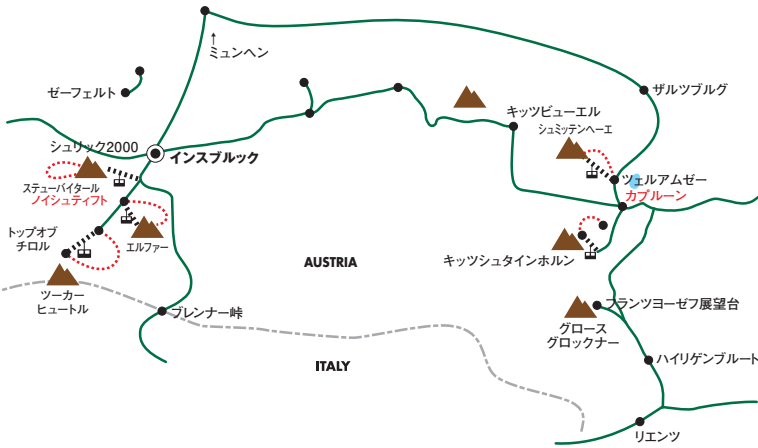 ↑
ミュンヘン
ゼーフェルト
ザルツブルグ
キッツビューエル
シュミッテンヘーエ
シュリック2000
インスブルック
ステューバイタール
ノイシュティフト
ツェルアムゼー
カプルーン
トップオブ
チロル
エルファー
キッツシュタインホルン
AUSTRIA
ツーカー
ヒュートル
ブレンナー峠
フランツヨーゼフ展望台
グロース
グロックナー
ITALY
ハイリゲンブルート
リエンツ